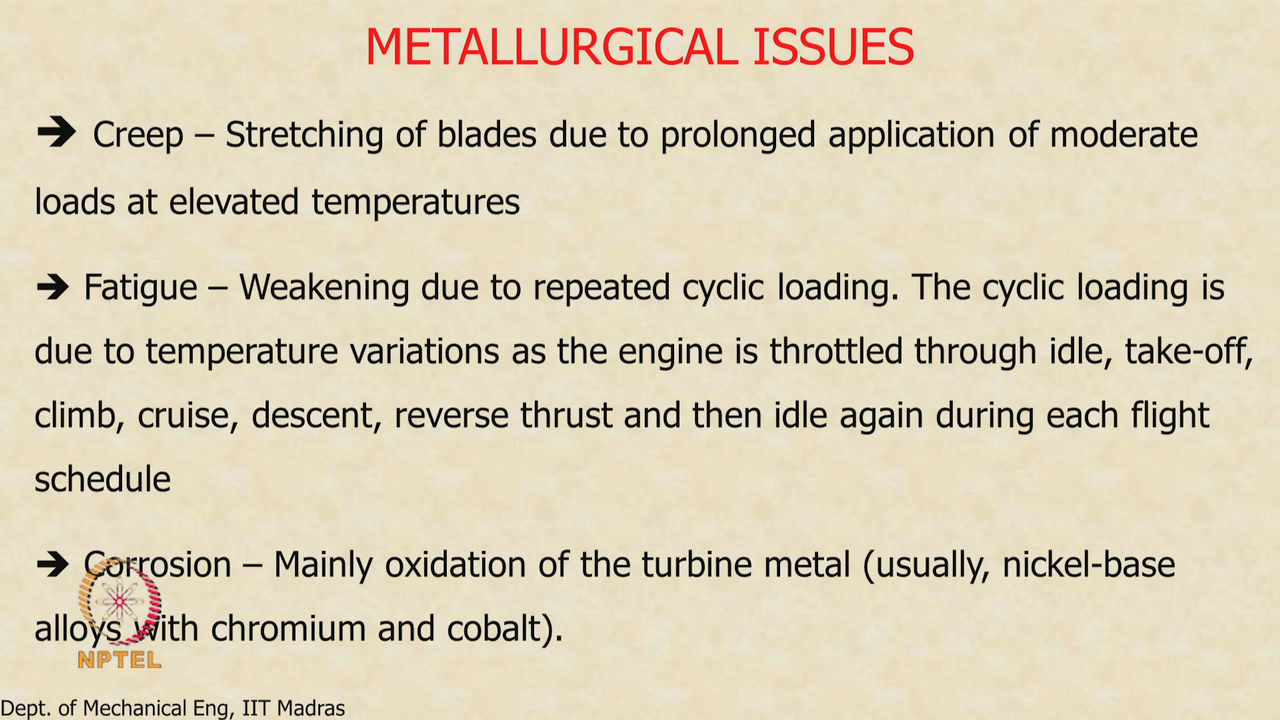 METALLURGICAL ISSUES
➔ Creep – Stretching of blades due to prolonged application of moderate
loads at elevated temperatures
➔ Fatigue – Weakening due to repeated cyclic loading. The cyclic loading is
due to temperature variations as the engine is throttled through idle, take-off,
climb, cruise, descent, reverse thrust and then idle again during each flight
schedule
➔ Corrosion – Mainly oxidation of the turbine metal (usually, nickel-base
alloys with chromium and cobalt).
NPTEL
Dept. of Mechanical Eng, IIT Madras